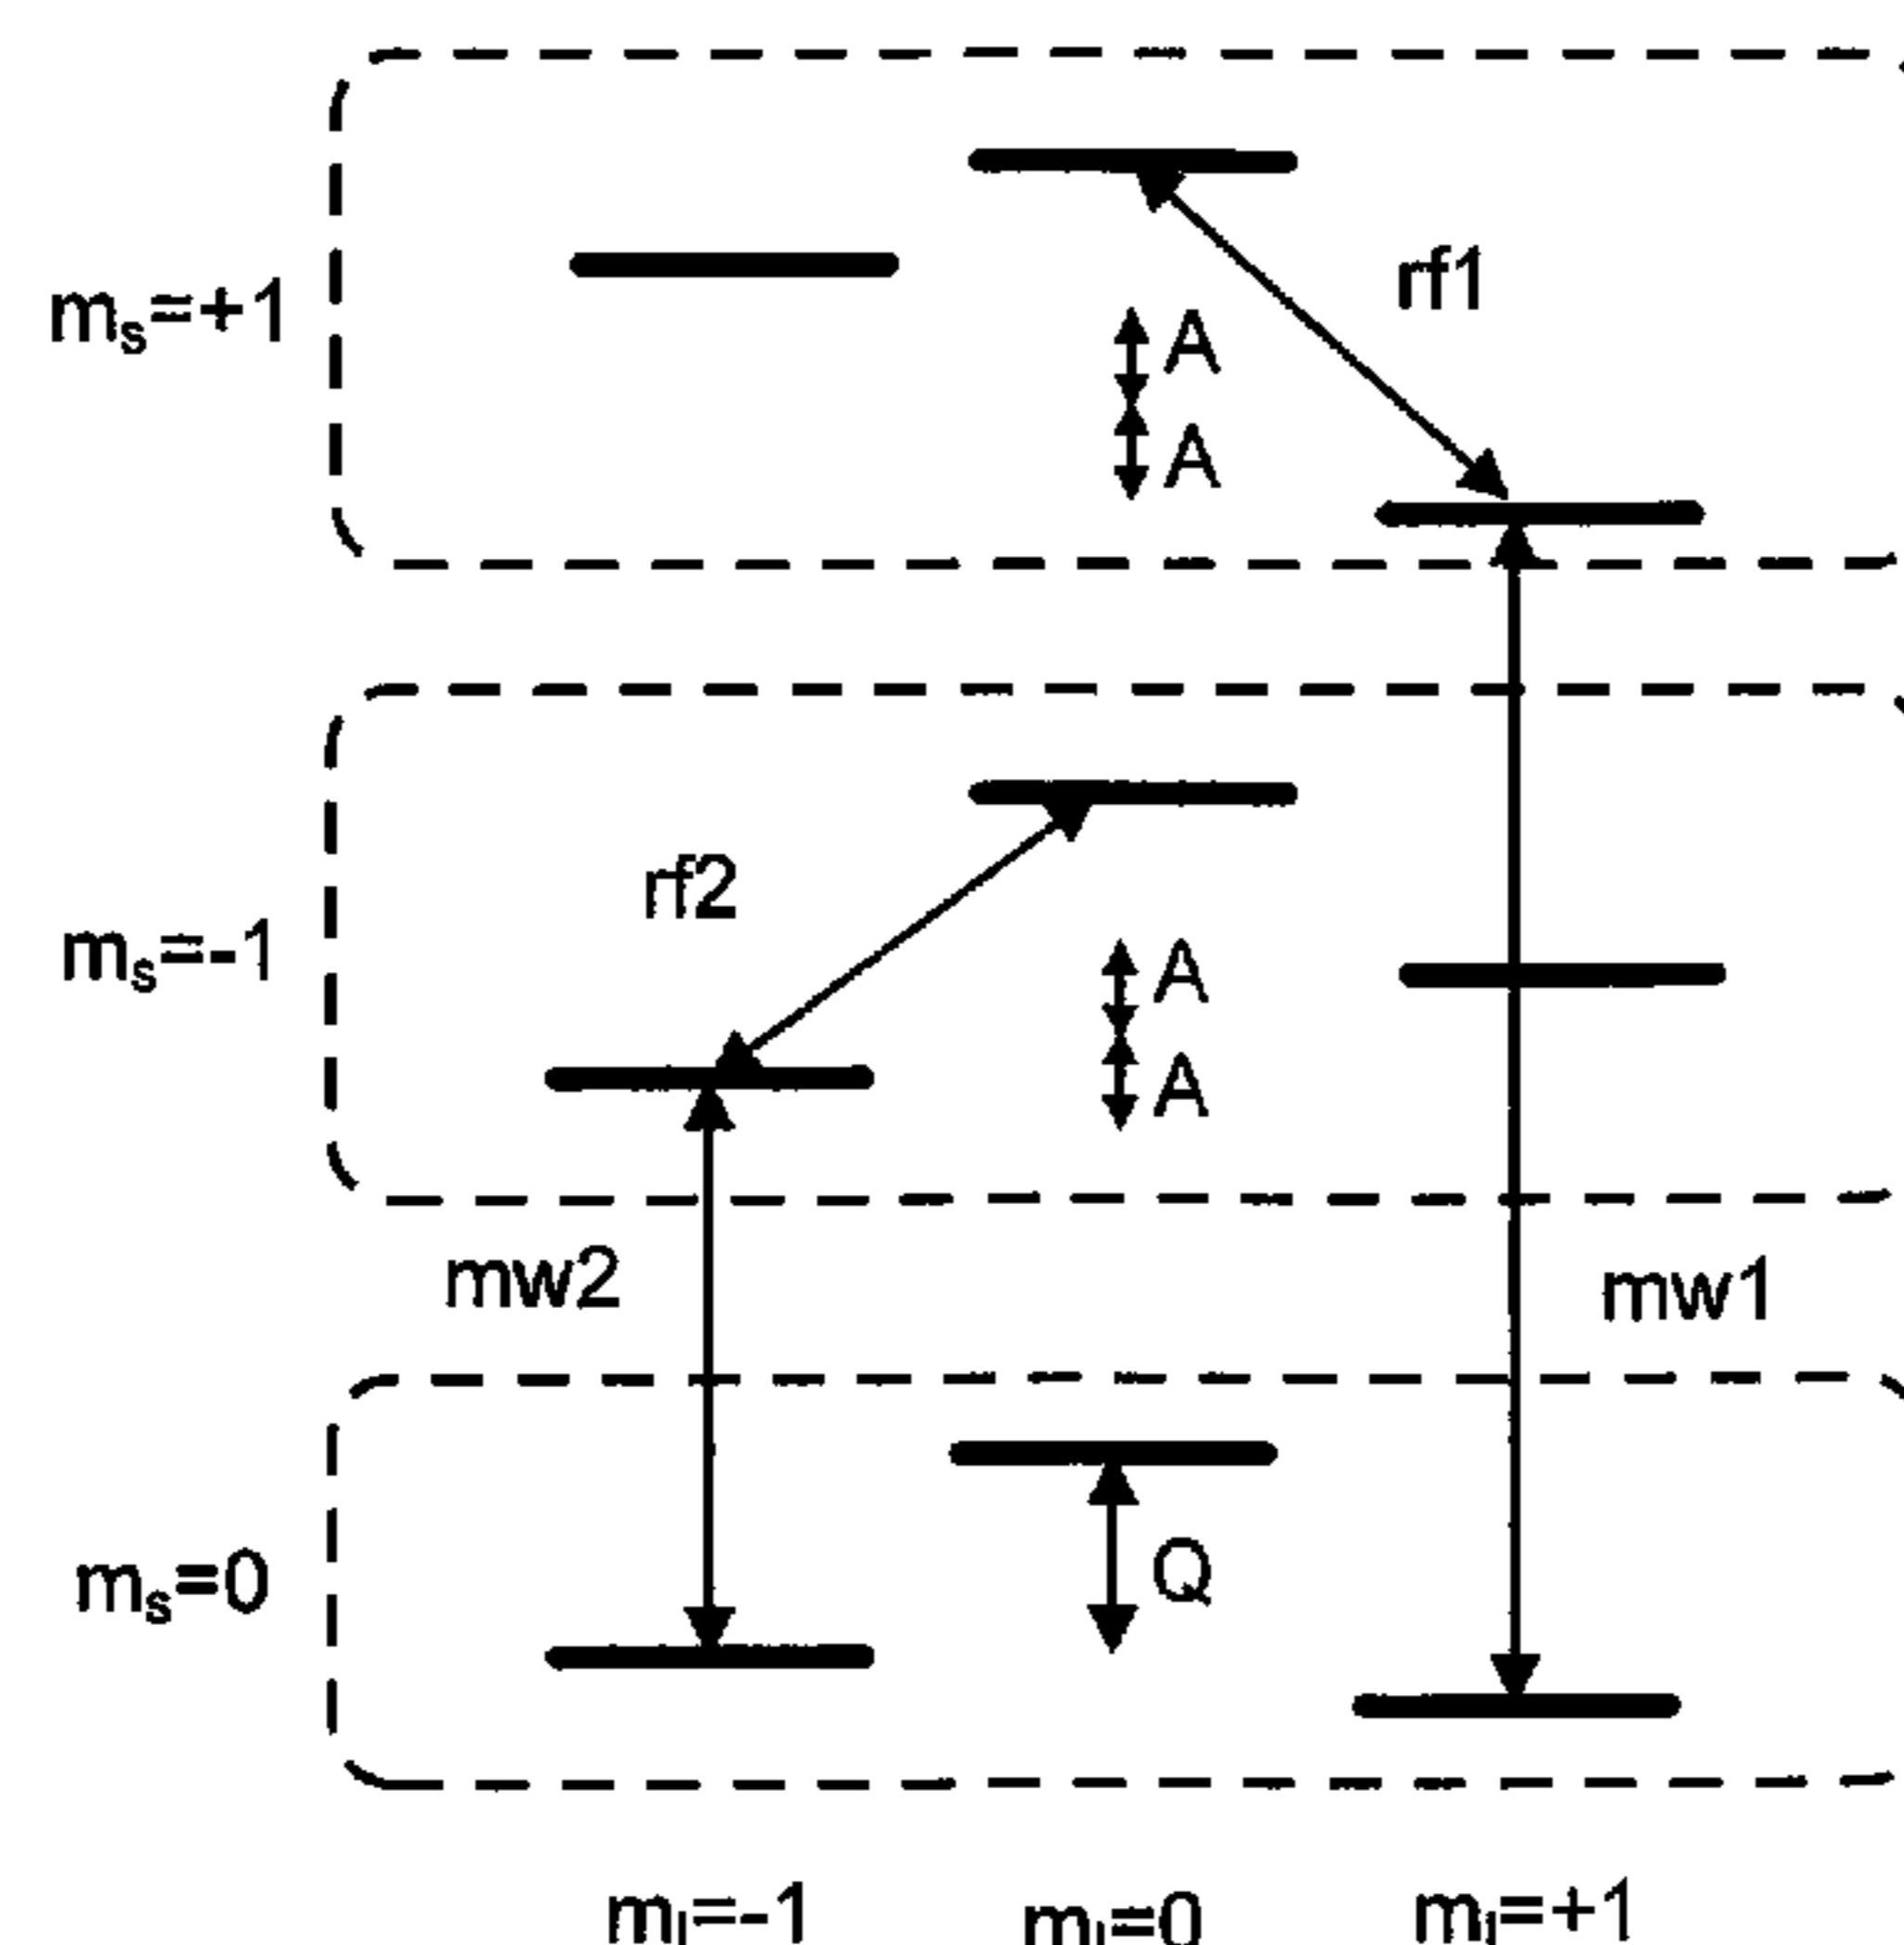 rf1
mₛ=+1
A
A
rf2
mₛ=-1
A
A
mw2
mw1
mₛ=0
Q
mI=-1 mI=0 mI=+1